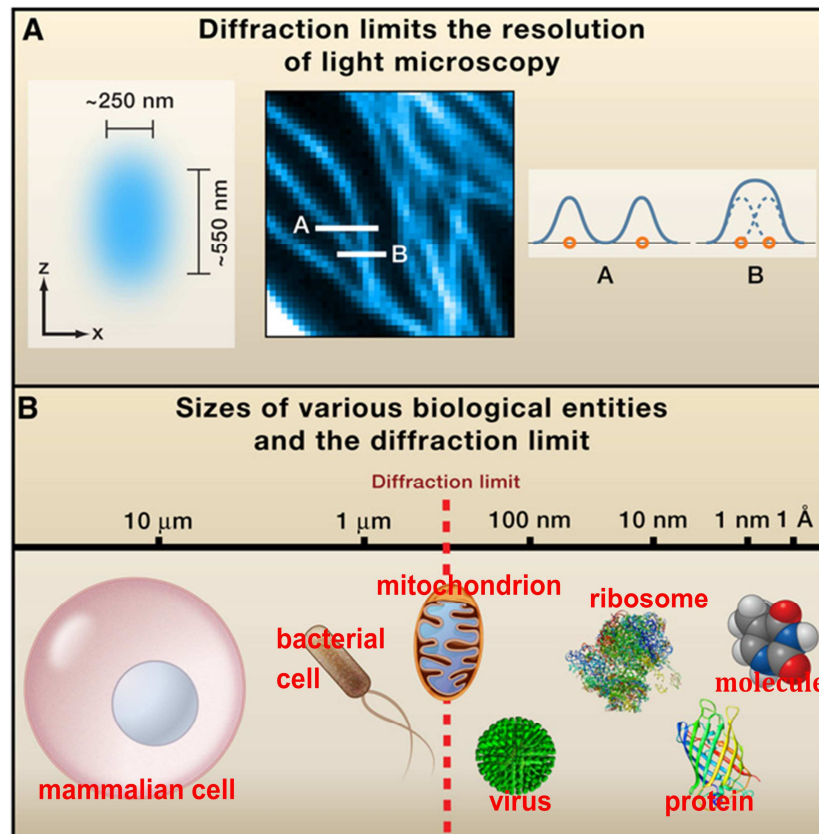 A
Diffraction limits the resolution
of light microscopy
~250 nm
~550 nm
z
x
A
B
A
B
B
Sizes of various biological entities
and the diffraction limit
Diffraction limit
10 μm
1 μm
100 nm
10 nm
1 nm
1 Å
mammalian cell
bacterial
cell
mitochondrion
virus
ribosome
protein
molecule